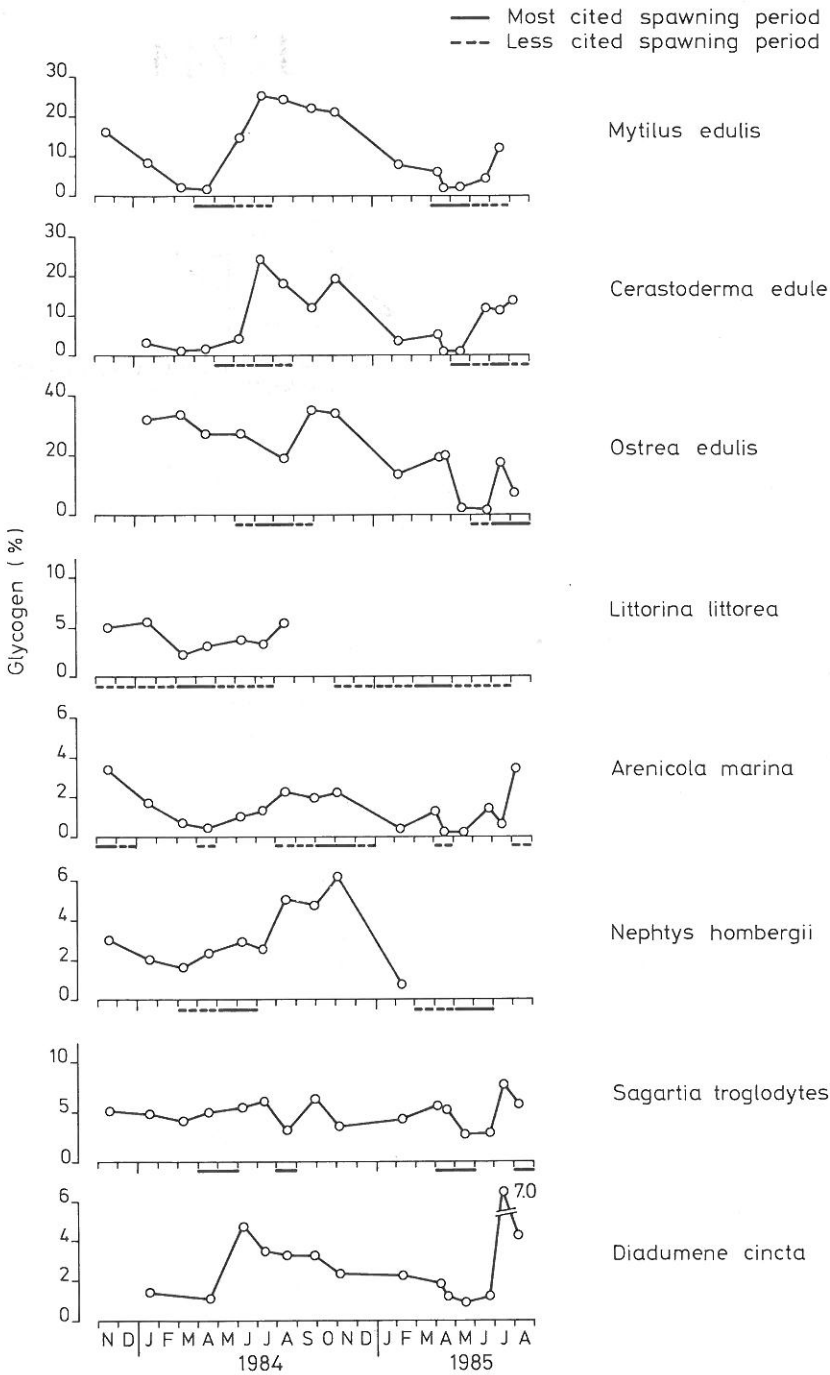 Most cited spawning period
Less cited spawning period
Glycogen (%)
30
20
10
0
Mytilus edulis
30
20
10
0
Cerastoderma edule
40
20
0
Ostrea edulis
10
5
0
Littorina littorea
6
4
2
0
Arenicola marina
6
4
2
0
Nephtys hombergii
10
5
0
Sagartia troglodytes
6
4
2
0
7.0
Diadumene cincta
N D J F M A M J J A S O N D J F M A M J J A
1984 1985